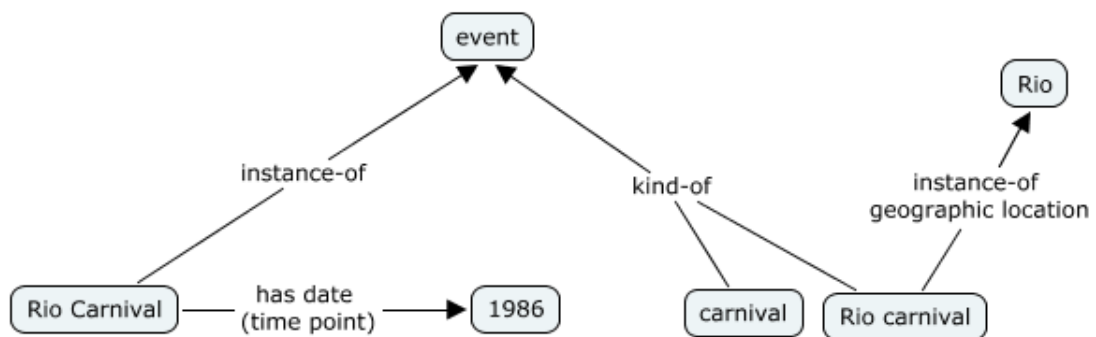 event
Rio
instance-of
kind-of
instance-of
geographic location
Rio Carnival
has date
(time point)
1986
carnival
Rio carnival